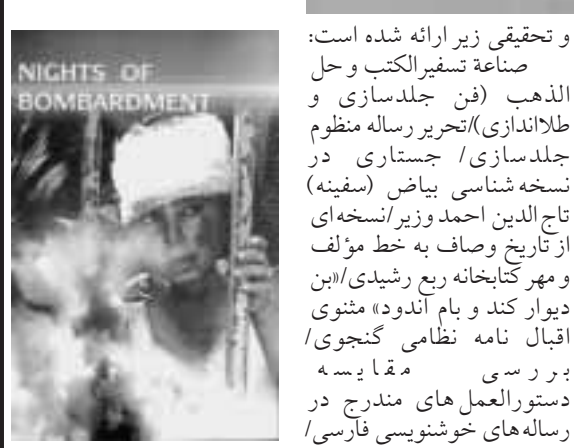 NIGHTS OF
BOMBARDMENT
و تحقیقی زیر ارائه شده است:
صناعة تسفیرالکتب و حل
الذهب (فن جلدسازی و
طلااندازی)/تحریر رساله منظوم
جلدسازی/ جستاری در
نسخه‌شناسی بیاض (سفینه)
تاج‌الدین احمد وزیر/نسخه‌ای
از تاریخ وصاف به خط مؤلف
و مهر کتابخانه ربع رشیدی/«بن
دیوار کند و بام اندود» مثنوی
اقبال نامه نظامی گنجوی/
بررسی مقایسه
دستورالعمل‌های مندرج در
رساله‌های خوشنویسی فارسی/